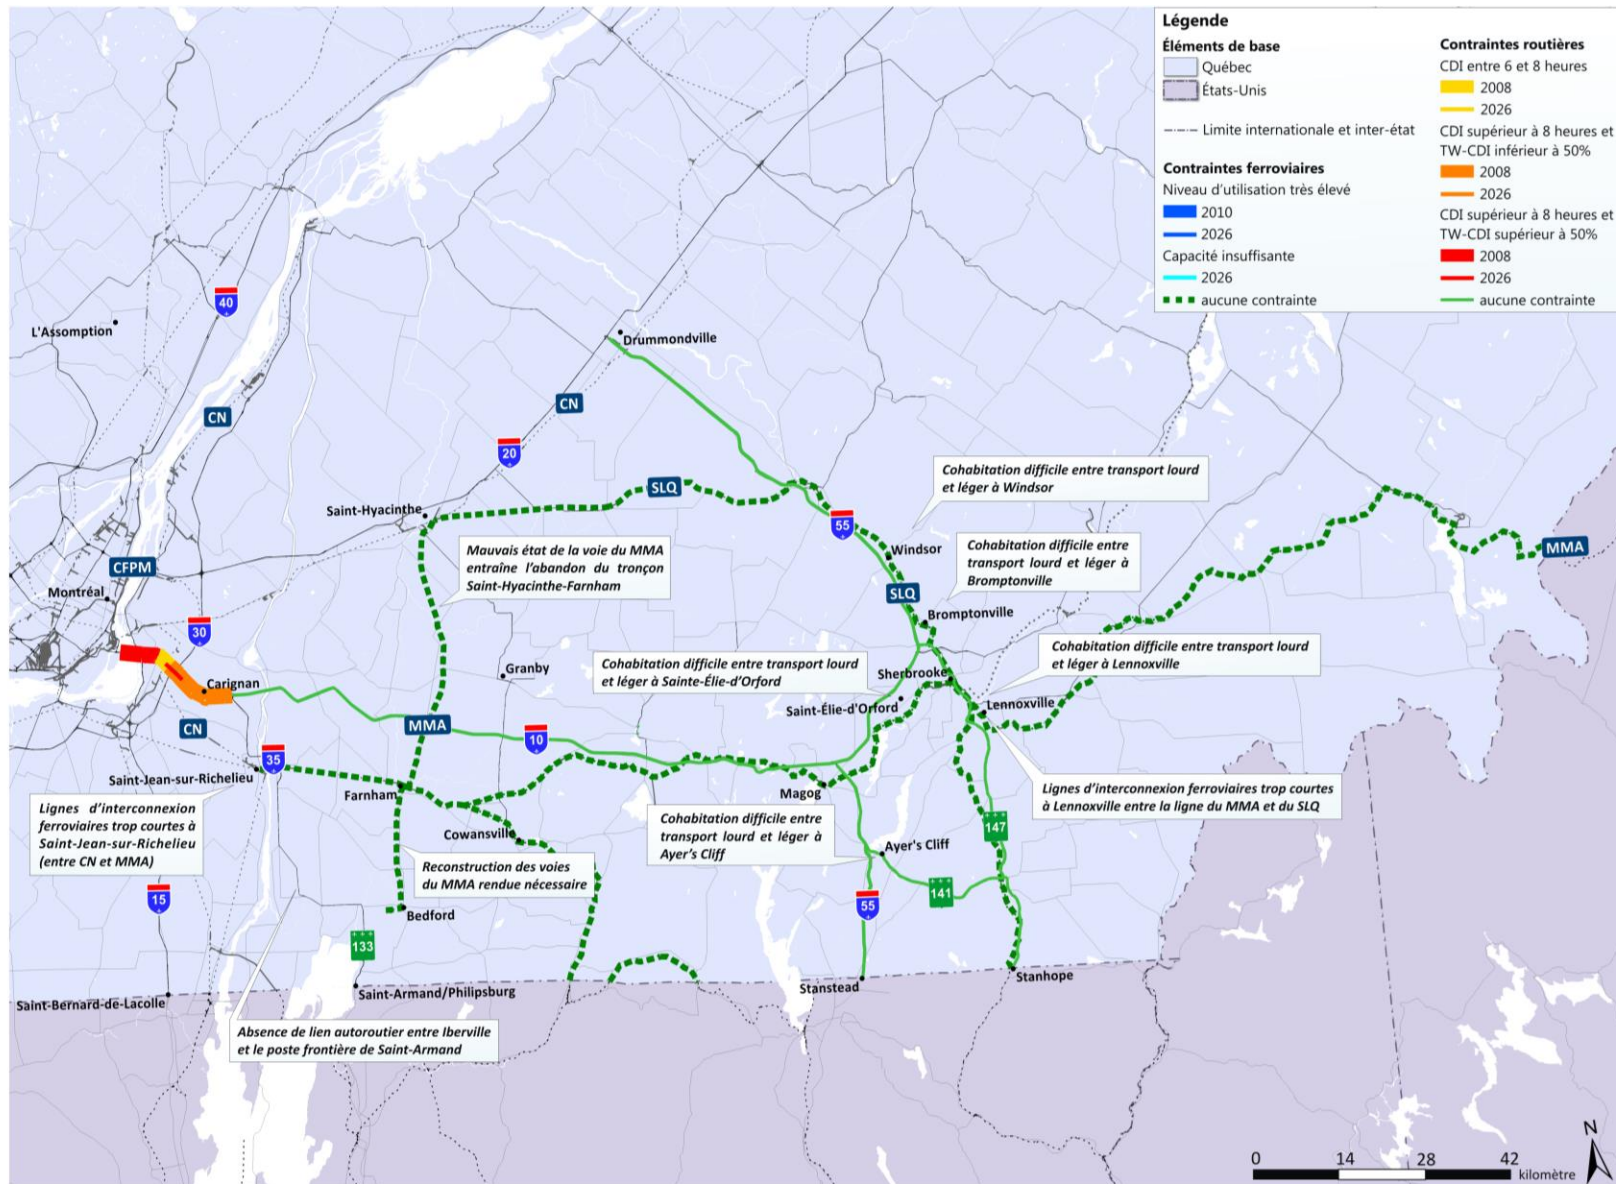 Légende
Éléments de base
Québec
États-Unis
Limite internationale et inter-état
Contraintes ferroviaires
Niveau d'utilisation très élevé
2010
2026
Capacité insuffisante
2026
aucune contrainte
Contraintes routières
CDI entre 6 et 8 heures
2008
2026
CDI supérieur à 8 heures et
TW-CDI inférieur à 50%
2008
2026
CDI supérieur à 8 heures et
TW-CDI supérieur à 50%
2008
2026
aucune contrainte
40
L'Assomption
Drummondville
CN
CN
20
SLQ
Saint-Hyacinthe
Cohabitation difficile entre transport lourd
et léger à Windsor
55
Mauvais état de la voie du MMA
entraîne l'abandon du tronçon
Saint-Hyacinthe-Farnham
Windsor
Cohabitation difficile entre
transport lourd et léger à
Bromptonville
MMA
CFPM
Montréal
SLQ
Bromptonville
30
Cohabitation difficile entre transport lourd
et léger à Lennoxville
Cohabitation difficile entre transport lourd
et léger à Sainte-Élie-d'Orford
Granby
Sherbrooke
Carignan
Saint-Élie-d'Orford
Lennoxville
CN
MMA
10
35
Saint-Jean-sur-Richelieu
Farnham
Magog
Lignes d'interconnexion ferroviaires trop courtes
à Lennoxville entre la ligne du MMA et du SLQ
Lignes d'interconnexion
ferroviaires trop courtes à
Saint-Jean-sur-Richelieu
(entre CN et MMA)
Cowansville
Cohabitation difficile entre
transport lourd et léger à
Ayer's Cliff
147
Ayer's Cliff
Reconstruction des voies
du MMA rendue nécessaire
15
141
55
Bedford
133
Stanhope
Stanstead
Saint-Armand/Philipsburg
Saint-Bernard-de-Lacolle
Absence de lien autoroutier entre Iberville
et le poste frontière de Saint-Armand
N
0 14 28 42
kilomètre